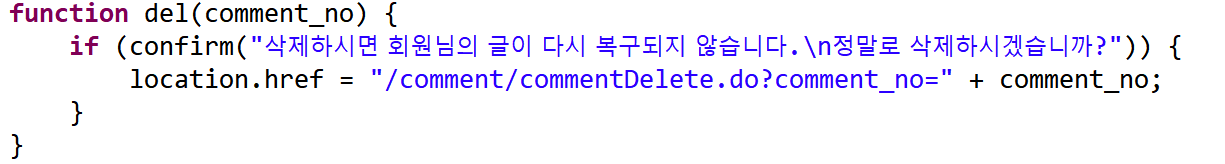 function del(comment_no) {
    if (confirm("삭제하시면 회원님의 글이 다시 복구되지 않습니다.\n정말로 삭제하시겠습니까?")) {
        location.href = "/comment/commentDelete.do?comment_no=" + comment_no;
    }
}